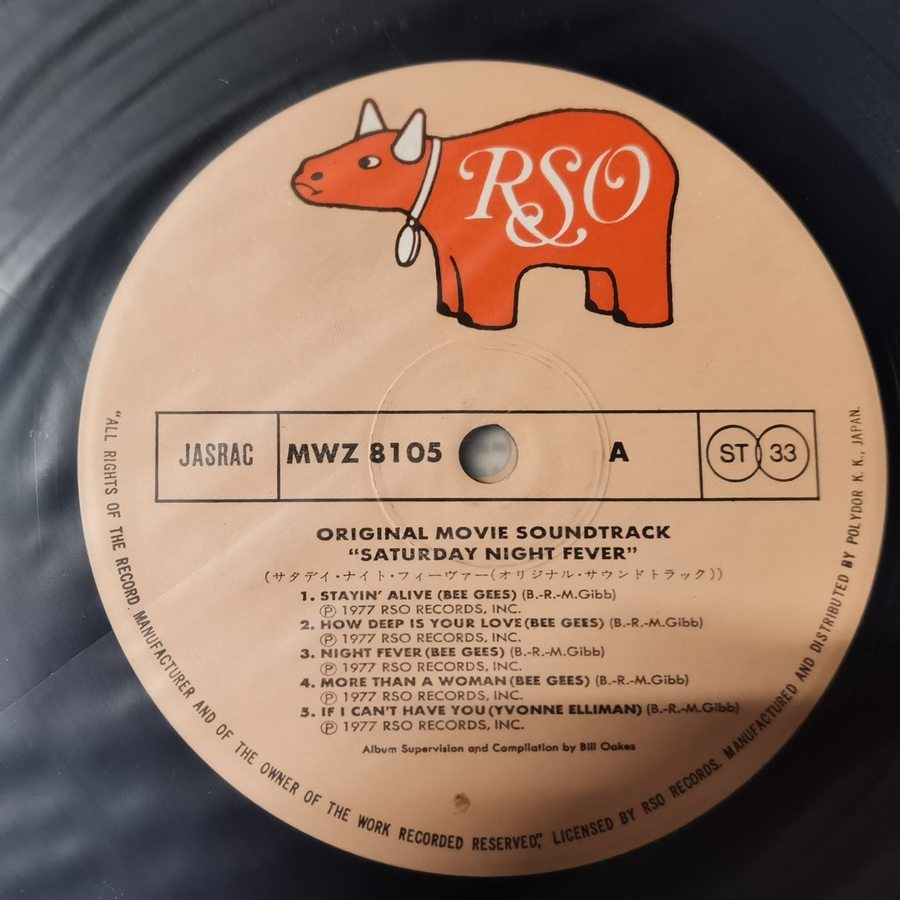 RSO
JASRAC
MWZ 8105
A
ST 33
ORIGINAL MOVIE SOUNDTRACK
“SATURDAY NIGHT FEVER”
(サタデイ・ナイト・フィーヴァー(オリジナル・サウンドトラック))
1. STAYIN' ALIVE (BEE GEES) (B.-R.-M.Gibb)
Ⓟ 1977 RSO RECORDS, INC.
2. HOW DEEP IS YOUR LOVE (BEE GEES) (B.-R.-M.Gibb)
Ⓟ 1977 RSO RECORDS, INC.
3. NIGHT FEVER (BEE GEES) (B.-R.-M.Gibb)
Ⓟ 1977 RSO RECORDS, INC.
4. MORE THAN A WOMAN (BEE GEES) (B.-R.-M.Gibb)
Ⓟ 1977 RSO RECORDS, INC.
5. IF I CAN'T HAVE YOU (YVONNE ELLIMAN) (B.-R.-M.Gibb)
Ⓟ 1977 RSO RECORDS, INC.
Album Supervision and Compilation by Bill Oakes
“ALL RIGHTS OF THE RECORD MANUFACTURER AND OF THE OWNER OF THE WORK RECORDED RESERVED”, LICENSED BY RSO RECORDS. MANUFACTURED AND DISTRIBUTED BY POLYDOR K. K., JAPAN.